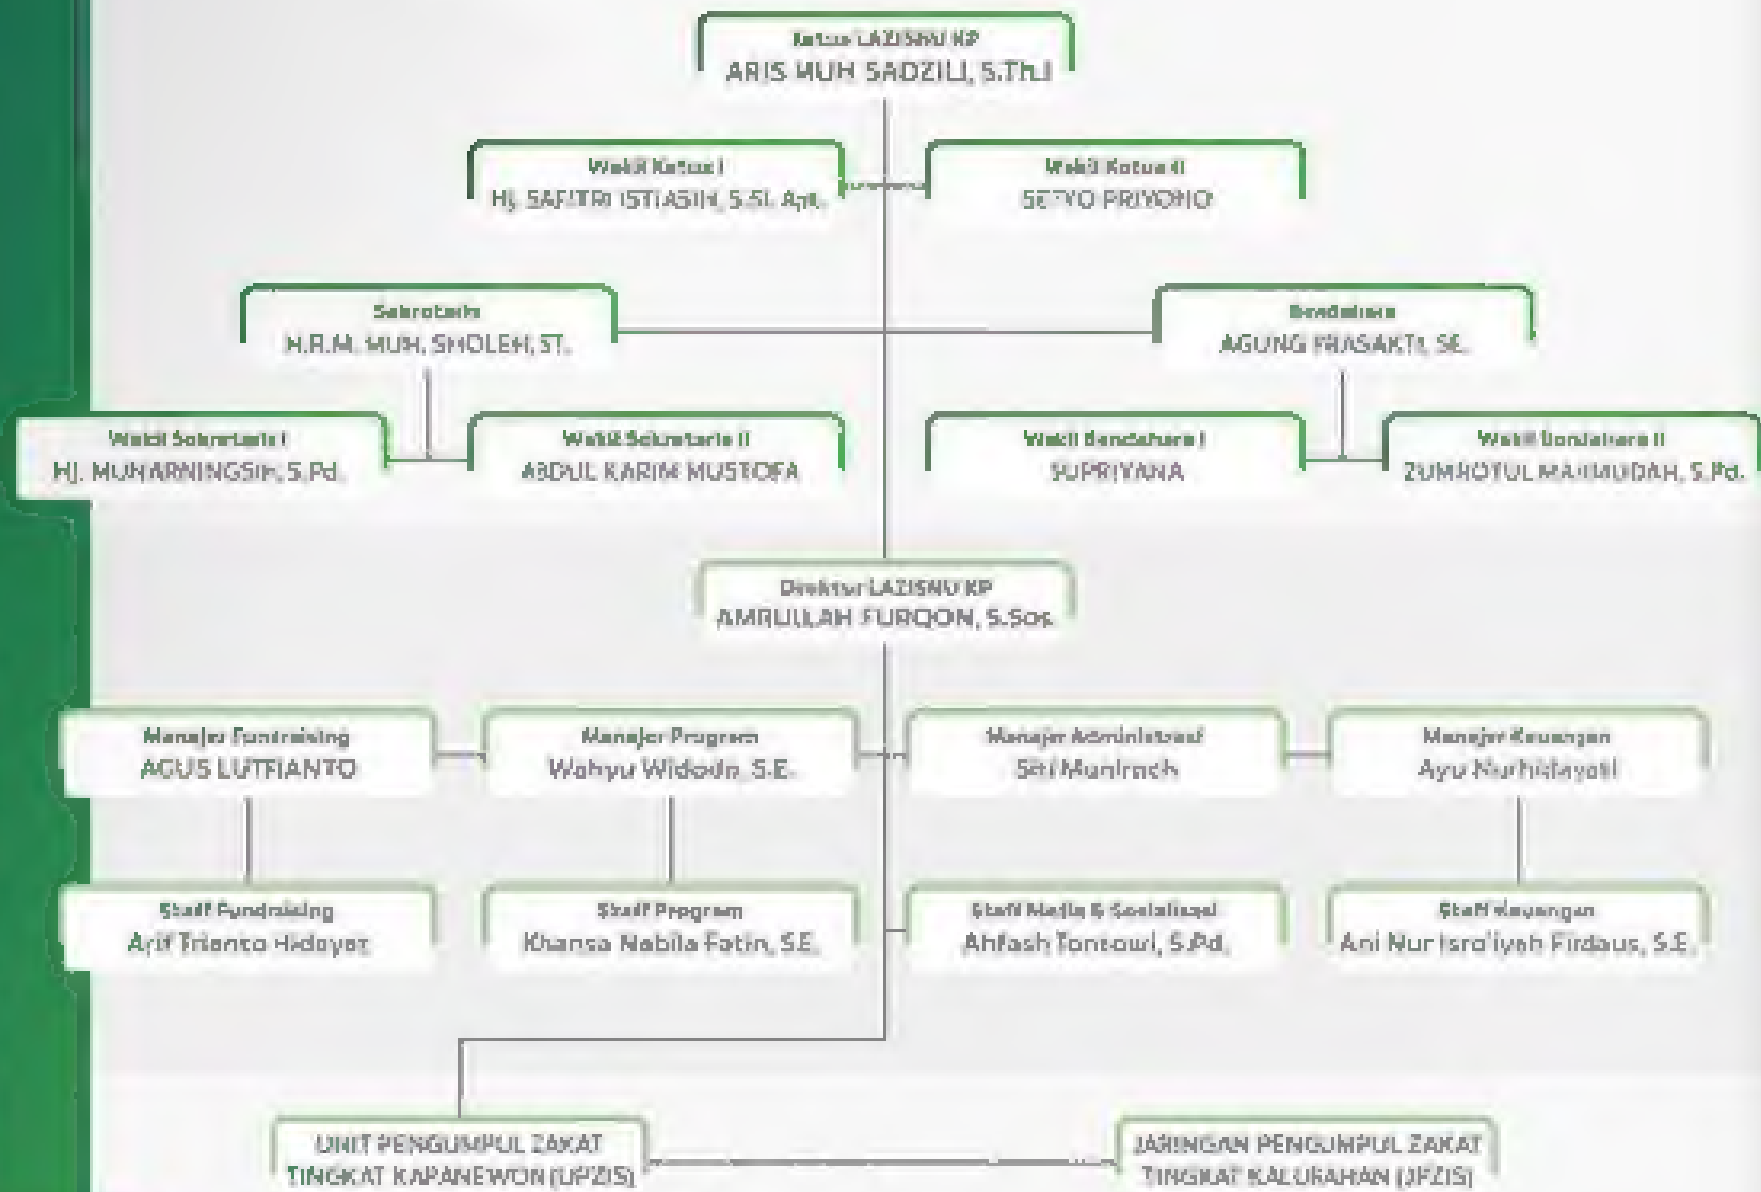 Ketua LAZISNU KP
ARIS MUH SADZILI, S.Th.I
Wakil Ketua I
Hj. SAFITRI ISTIASIH, S.Si. Apt.
Wakil Ketua II
SETYO PRIYONO
Sekretaris
H.R.M. MUH. SHOLEH, ST.
Bendahara
AGUNG PRASAKTI, SE.
Wakil Sekretaris I
Hj. MUHARNINGSIH, S.Pd.
Wakil Sekretaris II
ABDUL KARIM MUSTOFA
Wakil Bendahara I
SUPRIYANA
Wakil Bendahara II
ZUMROTUL MAHMUDAH, S.Pd.
Direktur LAZISNU KP
AMRULLAH FURQON, S.Sos
Manajer Fundraising
AGUS LUTFIANTO
Manajer Program
Wahyu Widodo, S.E.
Manajer Administrasi
Siti Muniroch
Manajer Keuangan
Ayu Nurhidayati
Staff Fundraising
Arif Trianto Hidayat
Staff Program
Khansa Nabila Fatin, S.E.
Staff Media & Sosialisasi
Ahfash Tontowi, S.Pd.
Staff Keuangan
Ani Nur Isro'iyah Firdaus, S.E.
UNIT PENGUMPUL ZAKAT
TINGKAT KAPANEWON (UPZIS)
JARINGAN PENGUMPUL ZAKAT
TINGKAT KALURAHAN (JPZIS)